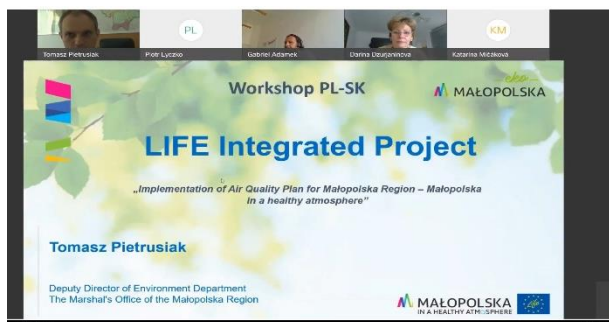 PL
KM
Tomasz Pietrusiak
Piotr Łyczko
Gabriel Adamek
Darina Dzurjaninova
Katarína Mičáková
Workshop PL-SK
eko
MAŁOPOLSKA
LIFE Integrated Project
„Implementation of Air Quality Plan for Małopolska Region – Małopolska
in a healthy atmosphere”
Tomasz Pietrusiak
Deputy Director of Environment Department
The Marshal's Office of the Małopolska Region
MAŁOPOLSKA
IN A HEALTHY ATMOSPHERE